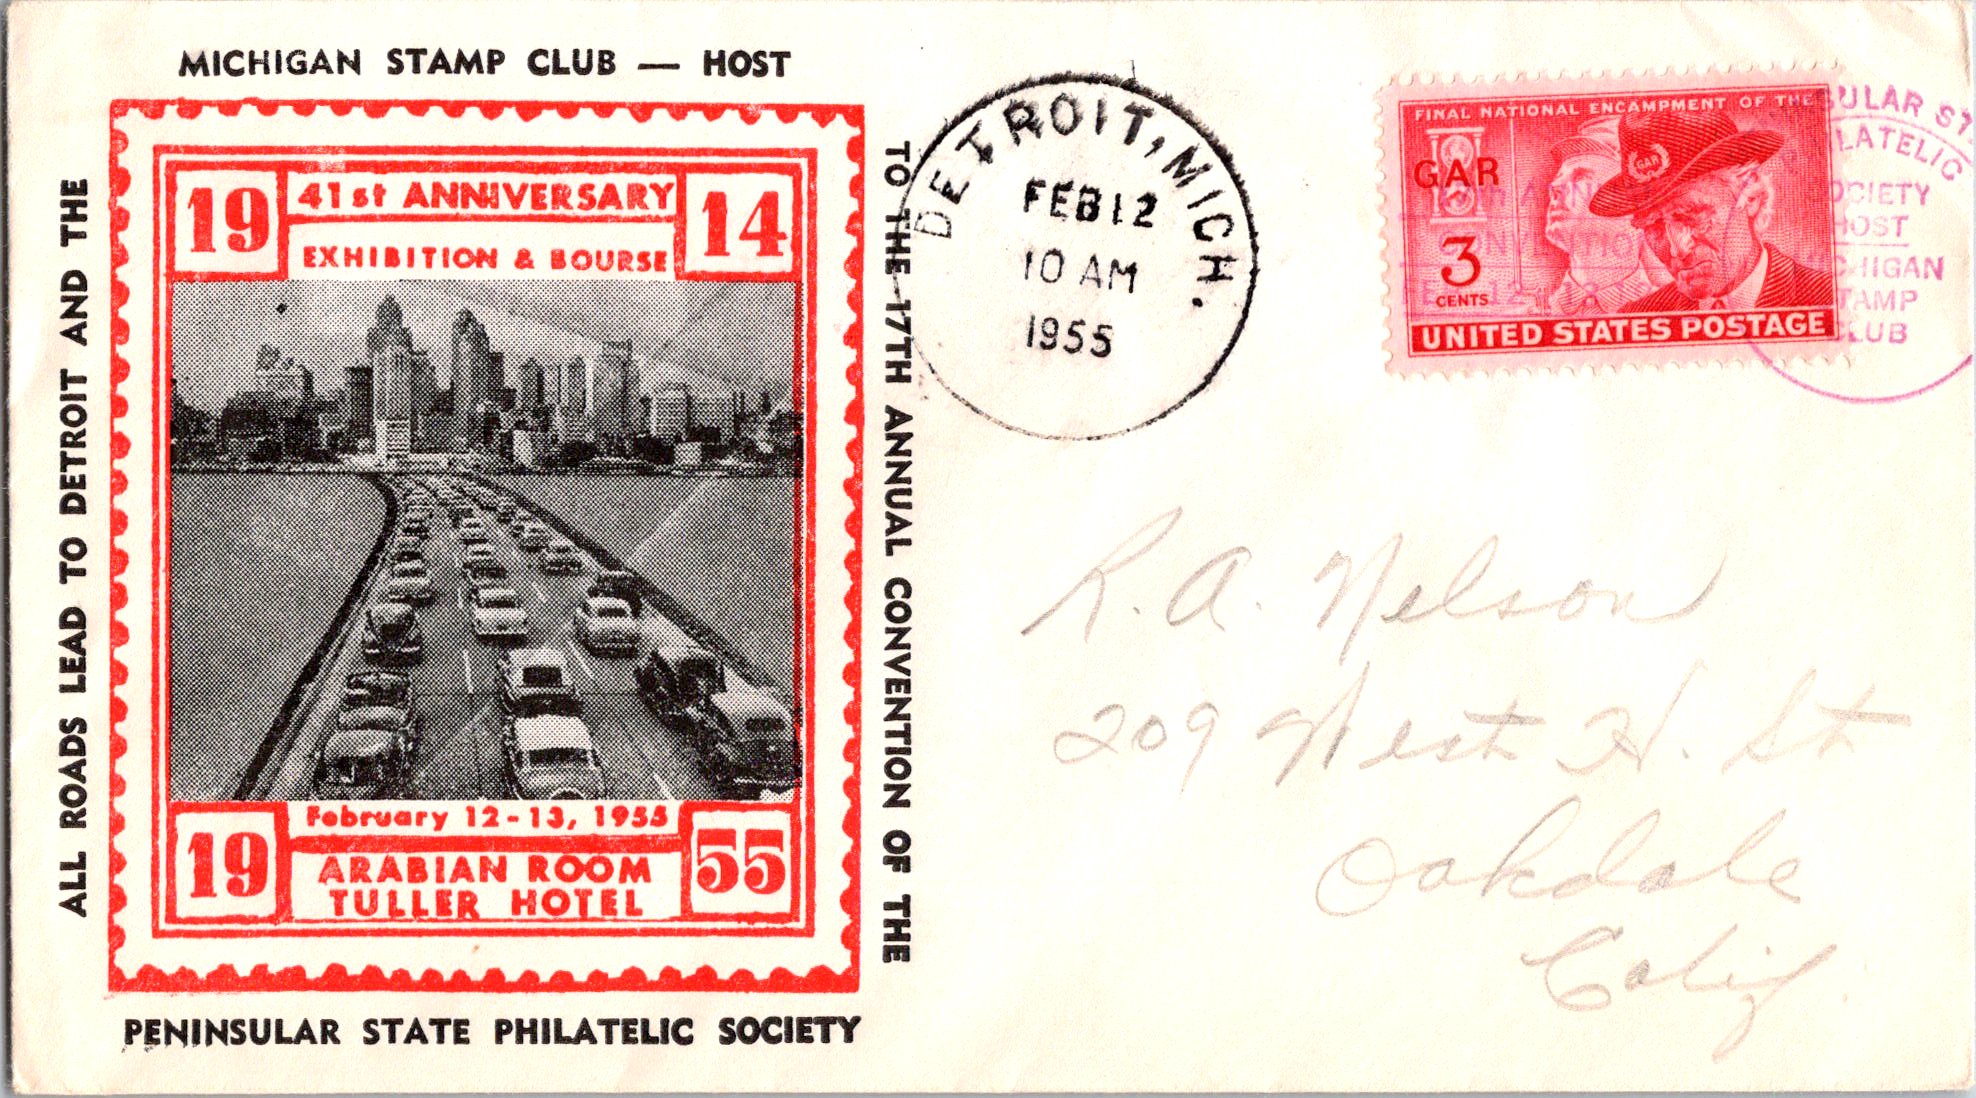 MICHIGAN STAMP CLUB — HOST
ALL ROADS LEAD TO DETROIT AND THE
19 41st ANNIVERSARY 14
EXHIBITION & BOURSE
February 12-13, 1955
19 ARABIAN ROOM 55
TULLER HOTEL
TO THE 17TH ANNUAL CONVENTION OF THE
PENINSULAR STATE PHILATELIC SOCIETY
DETROIT, MICH.
FEB 12
10 AM
1955
FINAL NATIONAL ENCAMPMENT OF THE
GAR
GAR
3
CENTS
UNITED STATES POSTAGE
SULAR ST
LATELIC
OCIETY
HOST
CHIGAN
TAMP
CLUB
R. A. Nelson
209 West H. St
Oakdale
Calif.